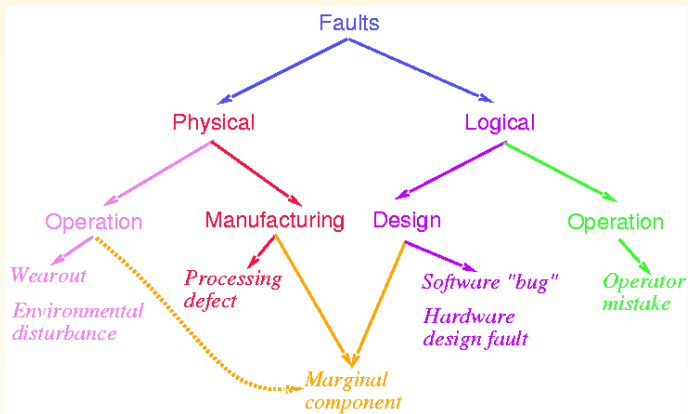 Faults
Physical
Logical
Operation
Manufacturing
Design
Operation
Wearout
Environmental
disturbance
Processing
defect
Software "bug"
Hardware
design fault
Operator
mistake
Marginal
component